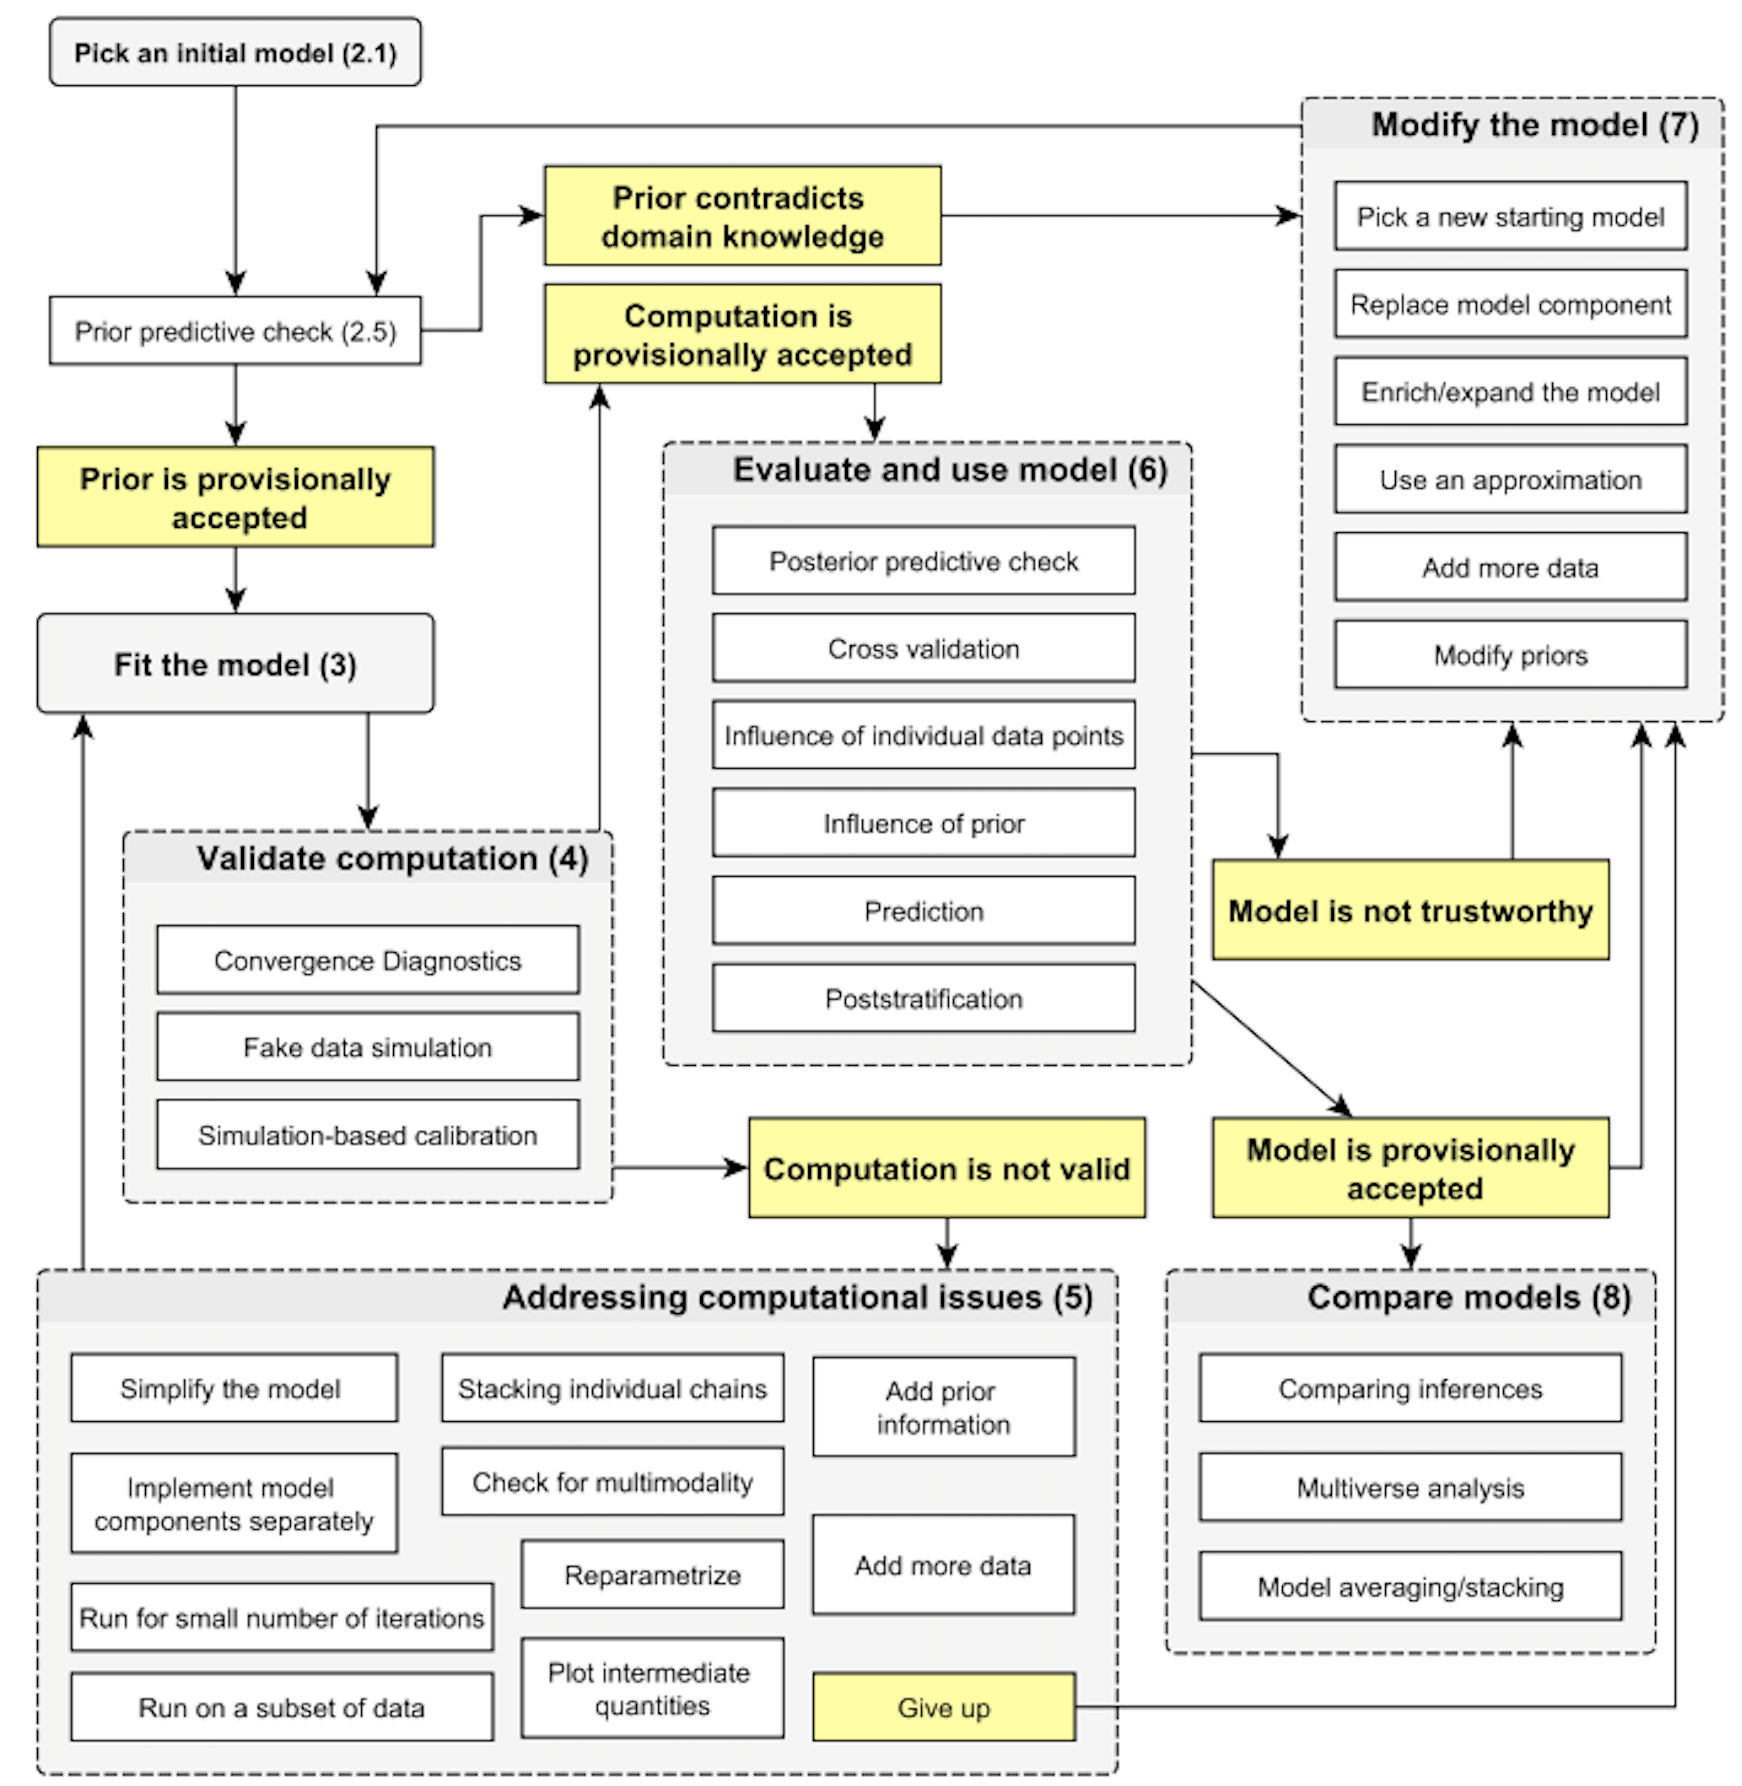 Pick an initial model (2.1)
Modify the model (7)
Prior contradicts
domain knowledge
Pick a new starting model
Replace model component
Prior predictive check (2.5)
Computation is
provisionally accepted
Enrich/expand the model
Prior is provisionally
accepted
Evaluate and use model (6)
Use an approximation
Posterior predictive check
Add more data
Fit the model (3)
Cross validation
Modify priors
Influence of individual data points
Validate computation (4)
Influence of prior
Convergence Diagnostics
Prediction
Model is not trustworthy
Fake data simulation
Poststratification
Simulation-based calibration
Computation is not valid
Model is provisionally
accepted
Addressing computational issues (5)
Simplify the model
Implement model
components separately
Run for small number of iterations
Run on a subset of data
Stacking individual chains
Check for multimodality
Reparametrize
Plot intermediate
quantities
Add prior
information
Add more data
Give up
Compare models (8)
Comparing inferences
Multiverse analysis
Model averaging/stacking